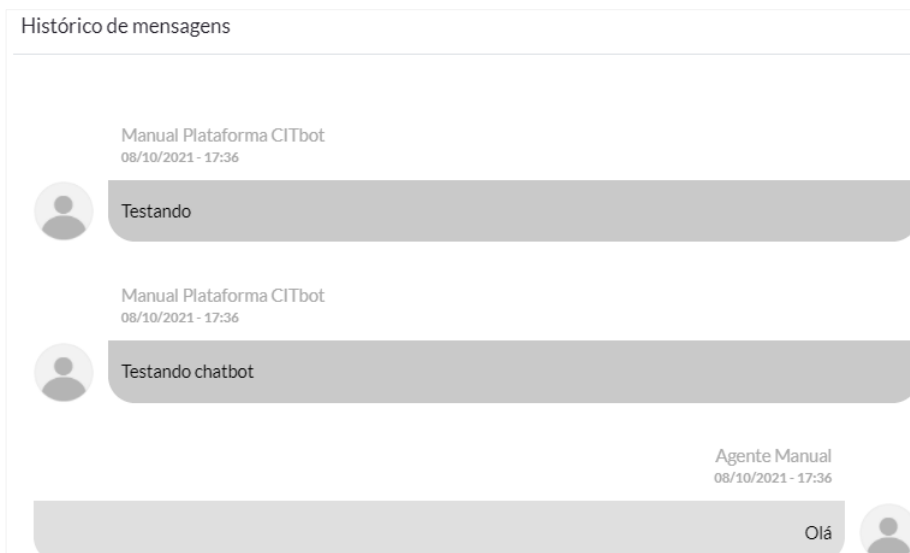 Histórico de mensagens
Manual Plataforma CITbot
08/10/2021 - 17:36
Testando
Manual Plataforma CITbot
08/10/2021 - 17:36
Testando chatbot
Agente Manual
08/10/2021 - 17:36
Olá